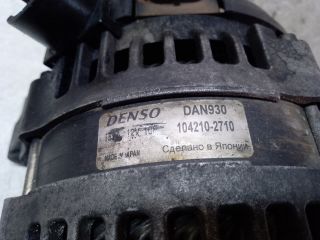 DENSO DAN930
104210-2710
MADE IN JAPAN Сделано в Японии